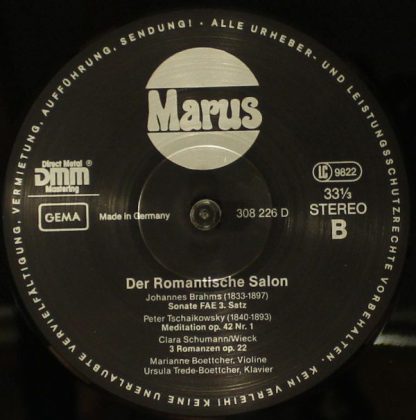 ALLE URHEBER- UND LEISTUNGSSCHUTZRECHTE VORBEHALTEN. KEIN VERLEIH! KEINE UNERLAUBTE VERVIELFÄLTIGUNG, VERMIETUNG, AUFFÜHRUNG, SENDUNG! ·
Marus
Direct Metal ®
DMM
Mastering
LC 9822
GEMA
Made in Germany
308 226 D
33⅓
STEREO
B
Der Romantische Salon
Johannes Brahms (1833-1897)
Sonate FAE 3. Satz
Peter Tschaikowsky (1840-1893)
Meditation op. 42 Nr. 1
Clara Schumann/Wieck
3 Romanzen op. 22
Marianne Boettcher, Violine
Ursula Trede-Boettcher, Klavier